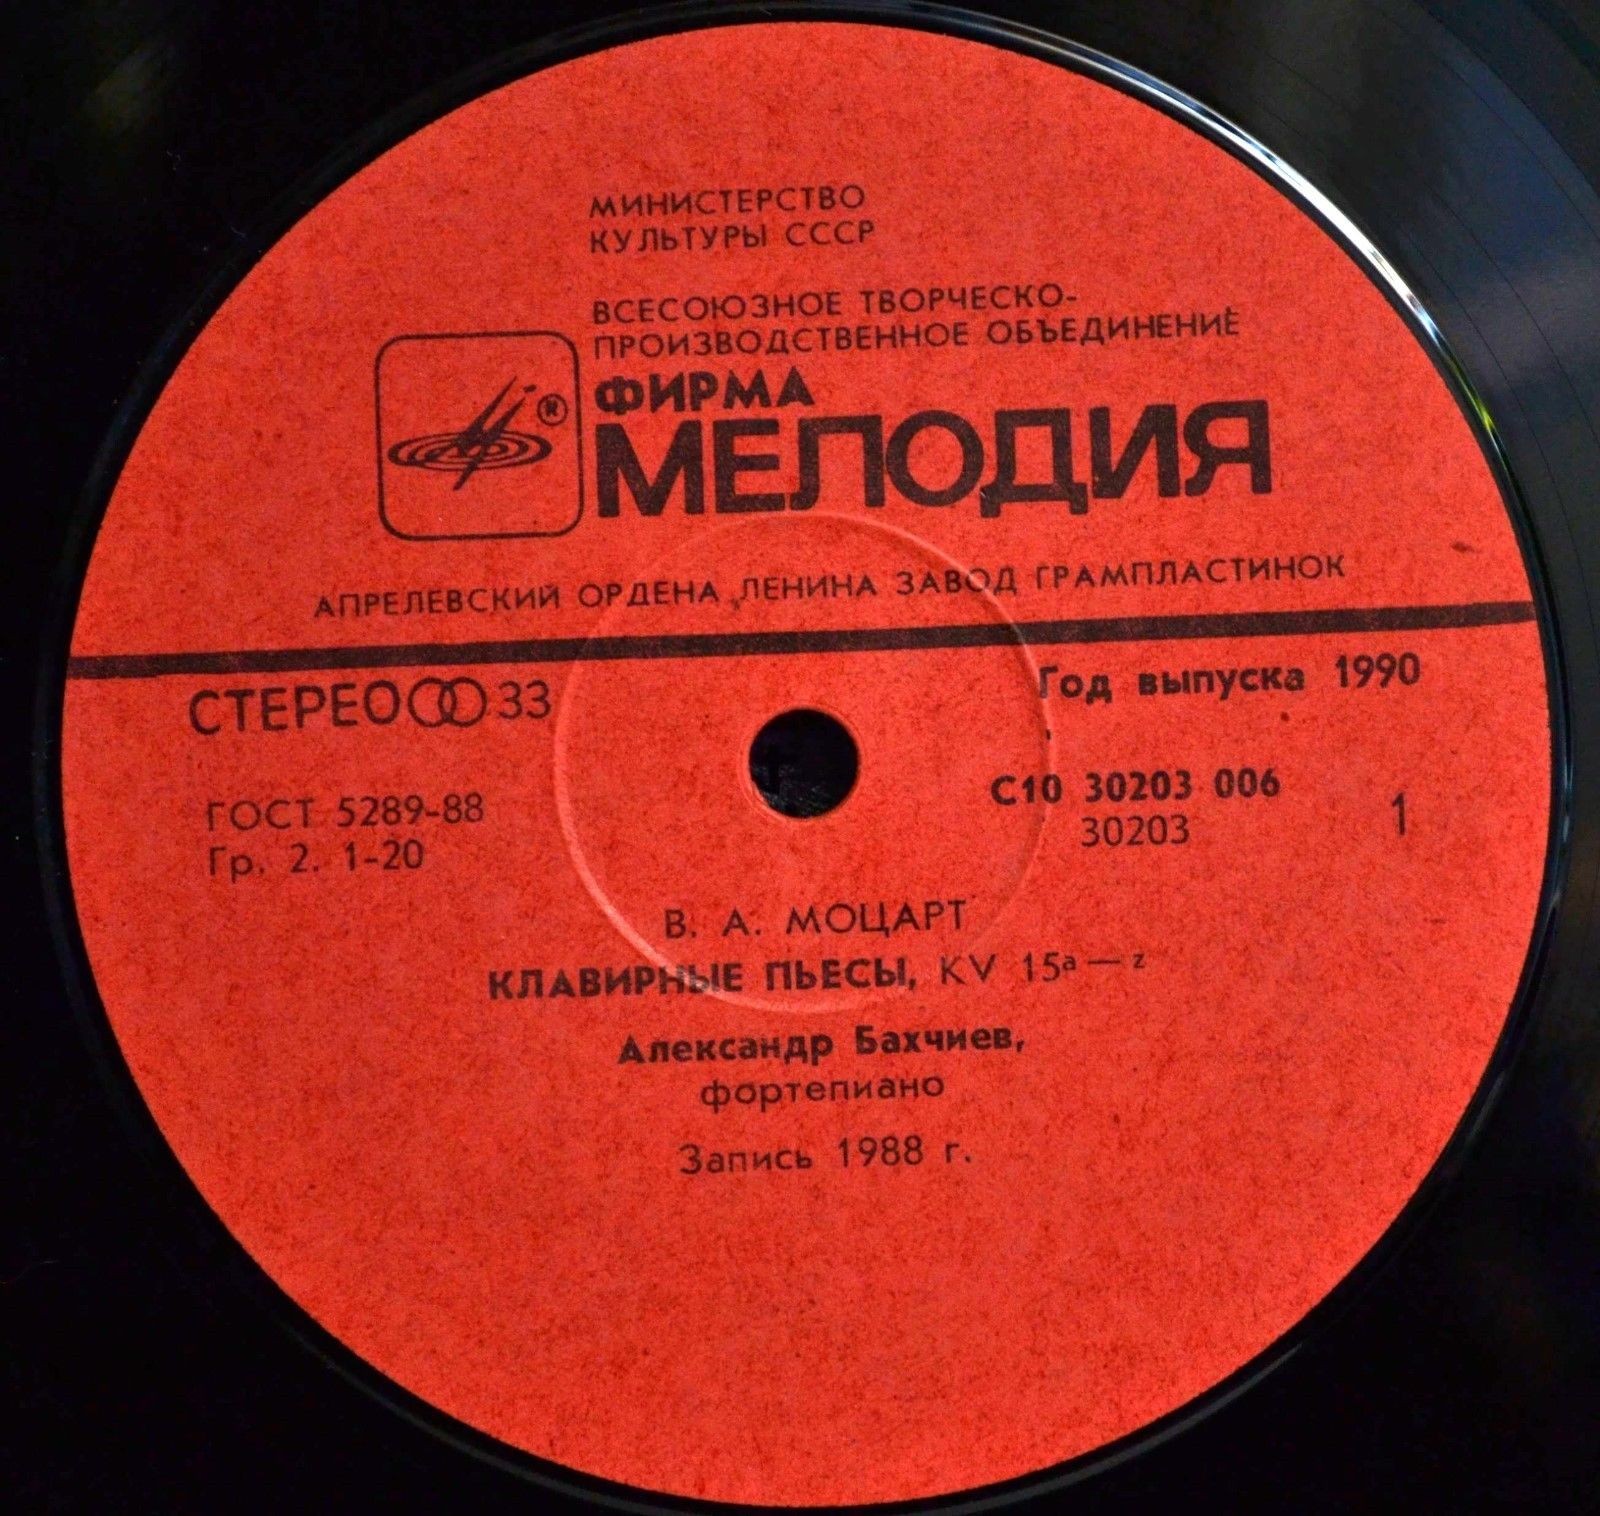 МИНИСТЕРСТВО
КУЛЬТУРЫ СССР
ВСЕСОЮЗНОЕ ТВОРЧЕСКО-
ПРОИЗВОДСТВЕННОЕ ОБЪЕДИНЕНИЕ
®
ФИРМА
МЕЛОДИЯ
АПРЕЛЕВСКИЙ ОРДЕНА ЛЕНИНА ЗАВОД ГРАМПЛАСТИНОК
СТЕРЕО 33
Год выпуска 1990
ГОСТ 5289-88
Гр. 2. 1-20
С10 30203 006
30203
1
В. А. МОЦАРТ
КЛАВИРНЫЕ ПЬЕСЫ, KV 15ᵃ — ᶻ
Александр Бахчиев,
фортепиано
Запись 1988 г.